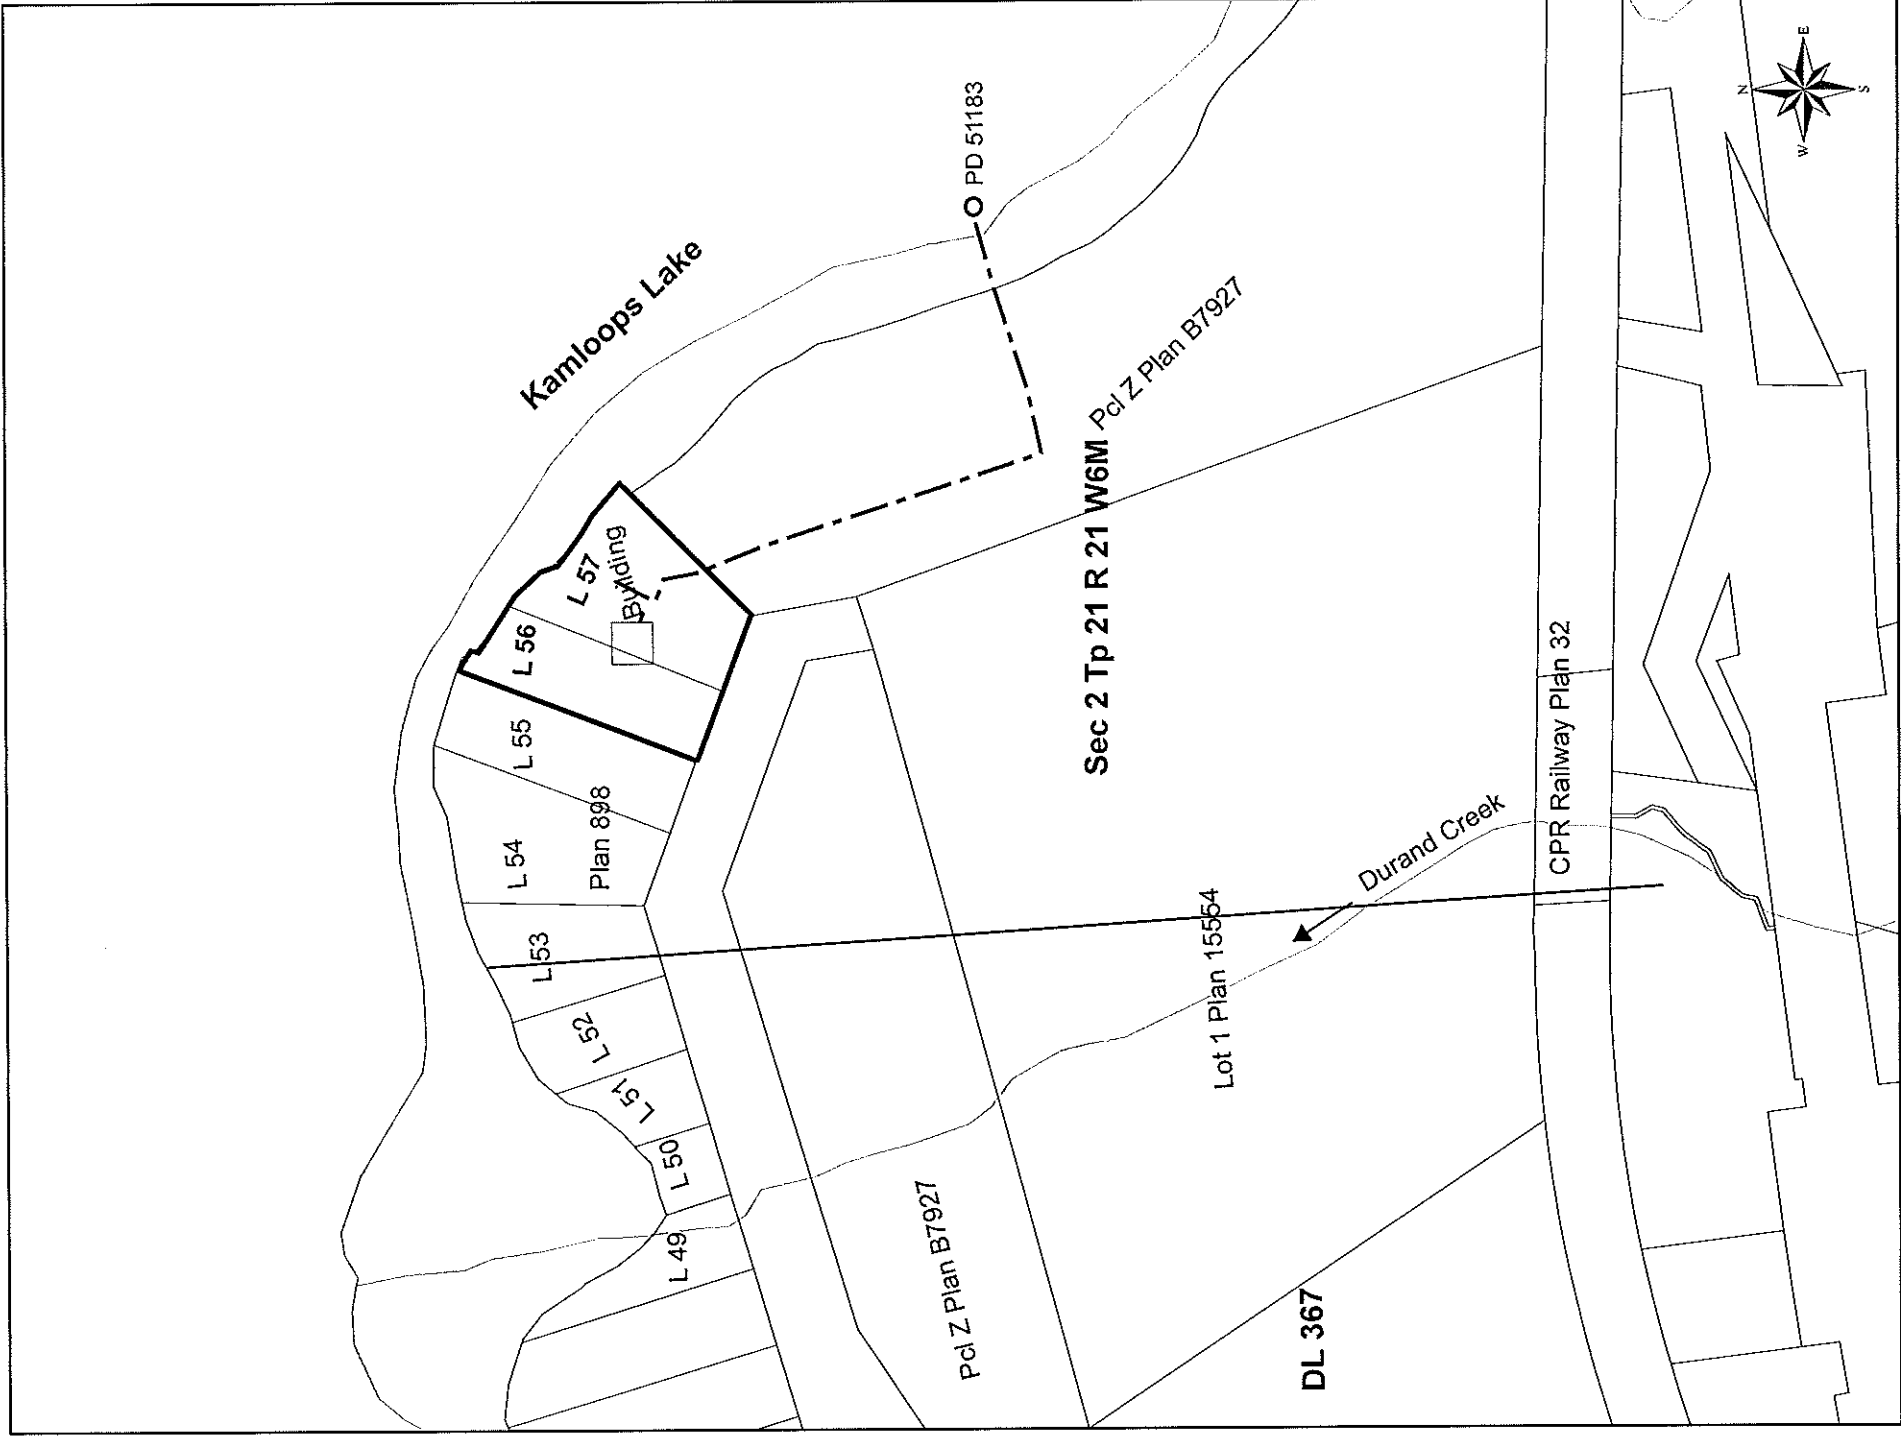 Kamloops Lake
PD 51183
Pcl Z Plan B7927
Sec 2 Tp 21 R 21 W6M
L 57
Building
L 56
L 55
L 54
Plan 898
L 53
L 52
L 51
L 50
L 49
Pcl Z Plan B7927
Lot 1 Plan 15554
Durand Creek
CPR Railway Plan 32
DL 367
N
E
S
W